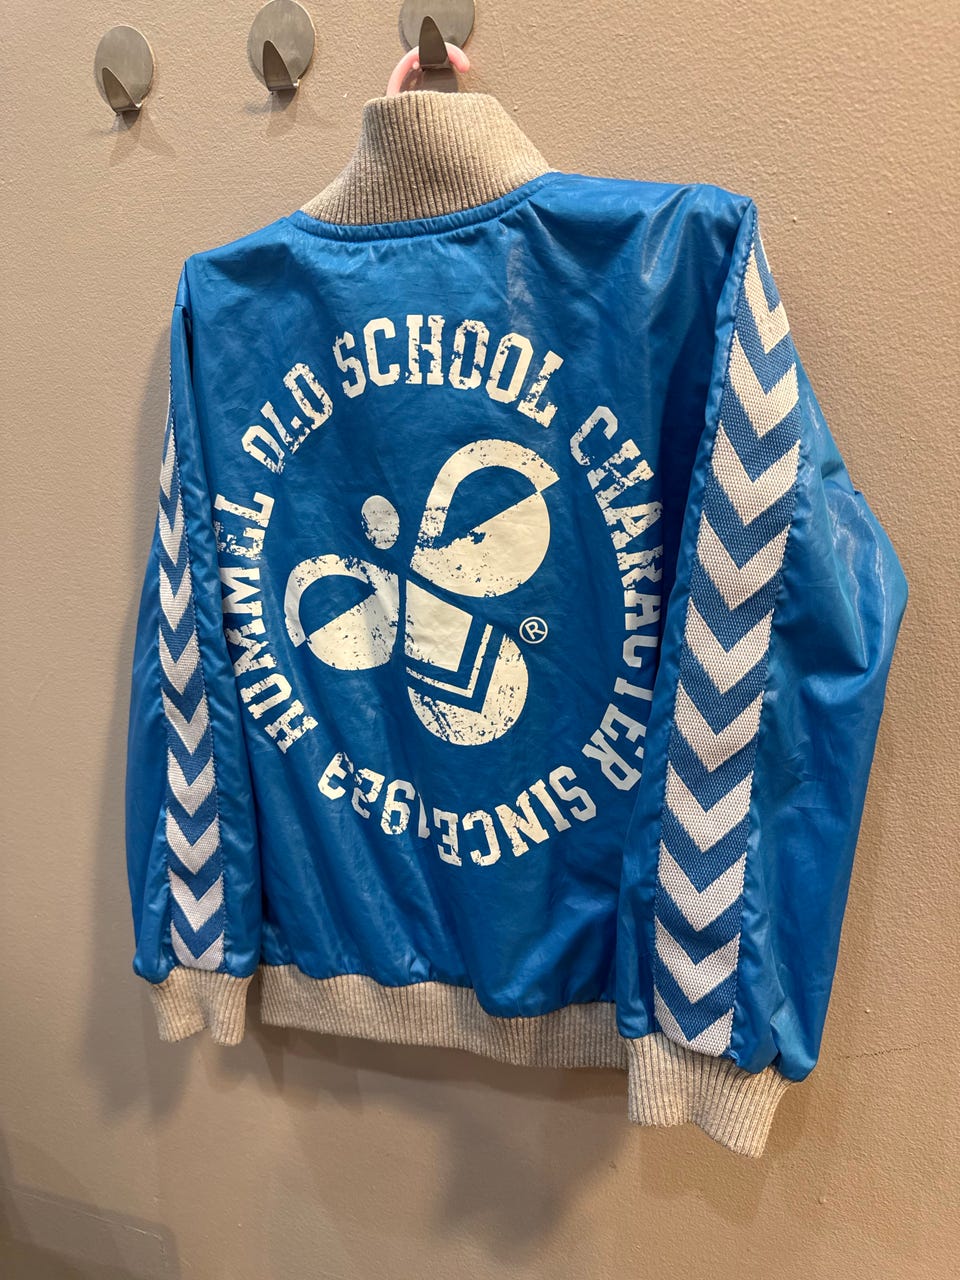 HUMMEL OLD SCHOOL CHARACTER SINCE 1923
®